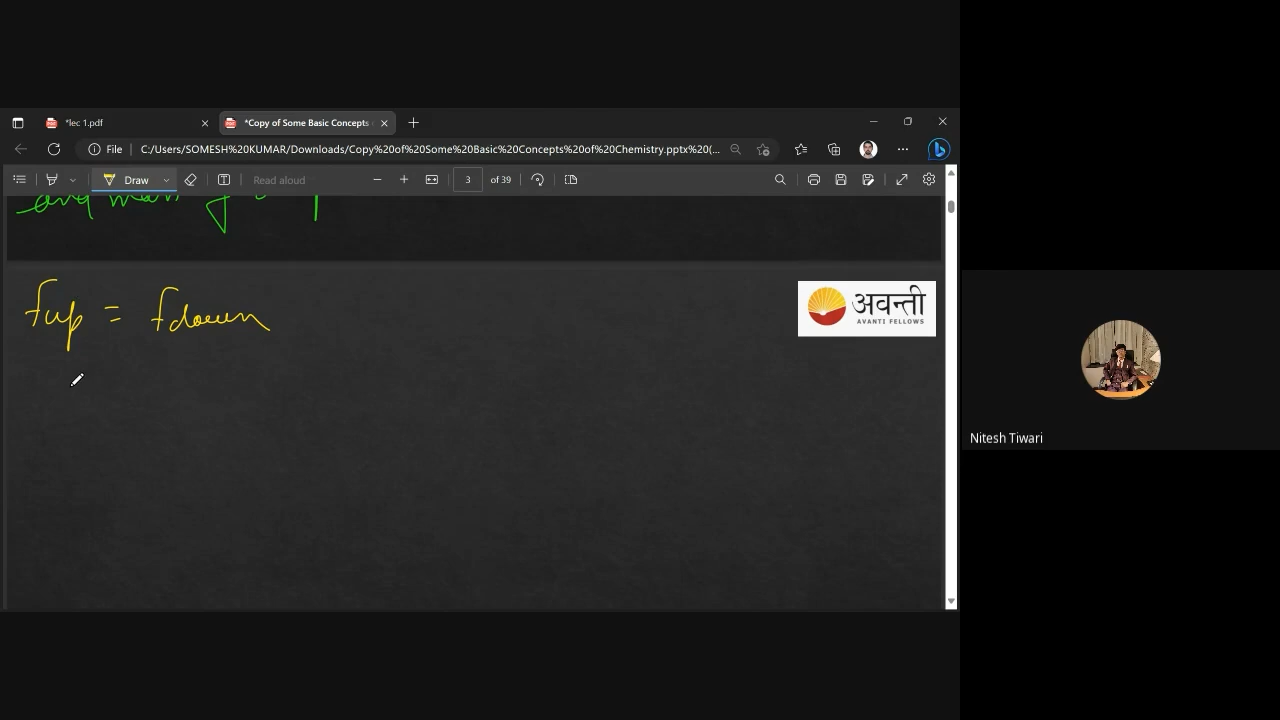 *lec 1.pdf
*Copy of Some Basic Concepts
File
C:/Users/SOMESH%20KUMAR/Downloads/Copy%20of%20Some%20Basic%20Concepts%20of%20Chemistry.pptx%20(...
Draw
Read aloud
3 of 39
and
fup = fdown
अवन्ती
AVANTI FELLOWS
Nitesh Tiwari